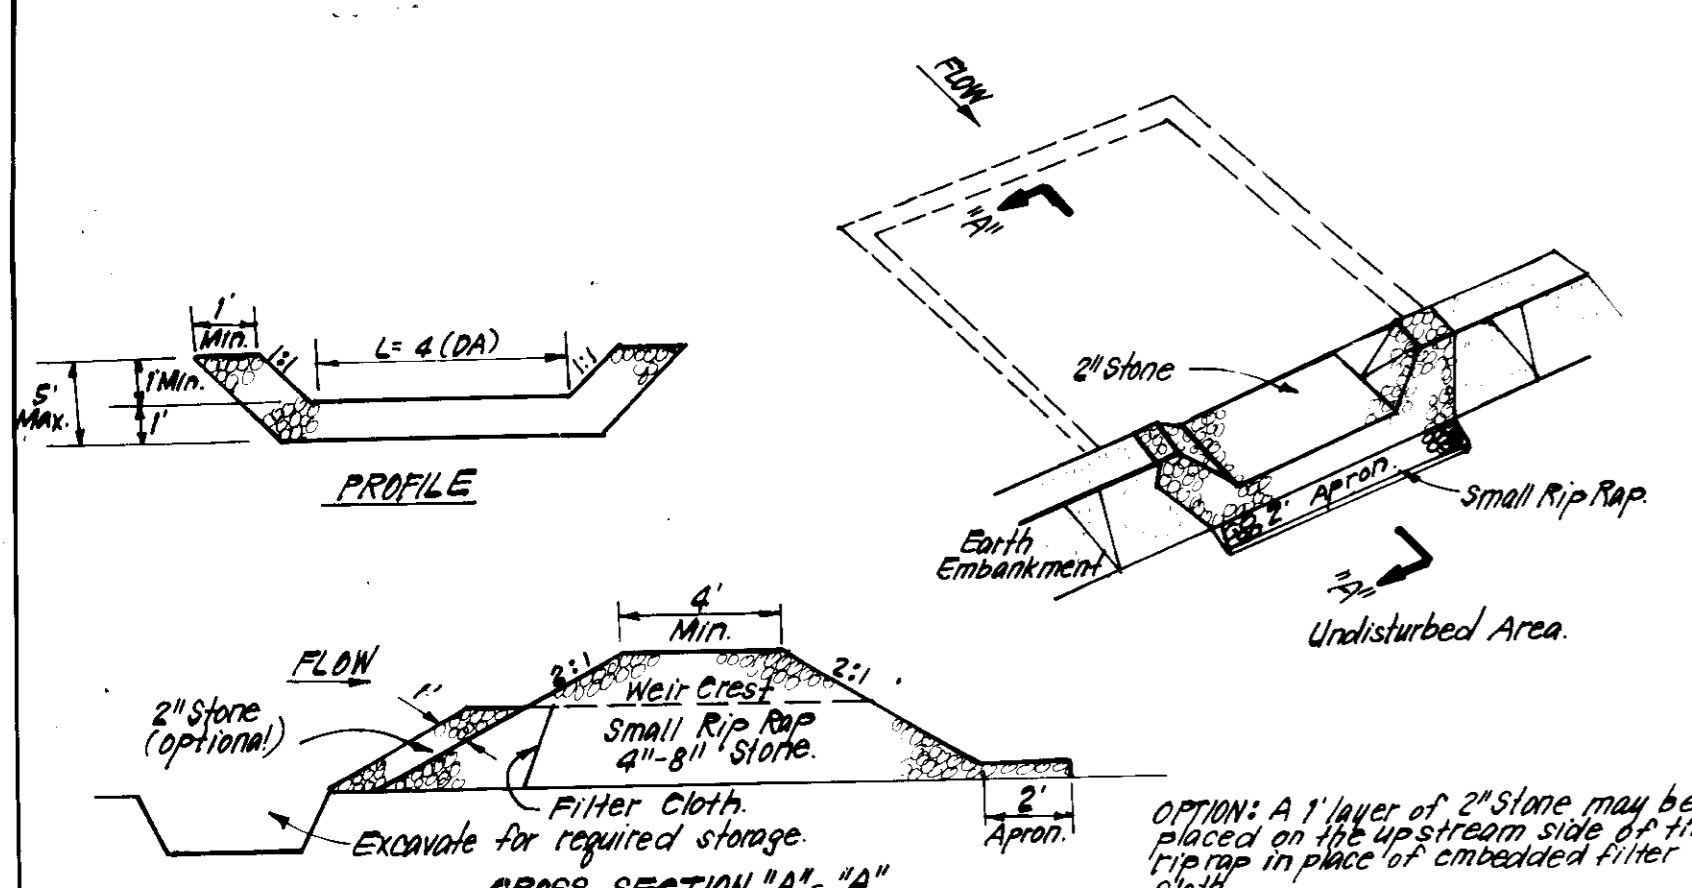 FLOW
"A"
1'
Min.
1:1
L= 4 (DA)
1:1
5'
Max.
1' Min.
1'
PROFILE
2" Stone
2' Apron.
Small Rip Rap.
Earth
Embankment
"A"
Undisturbed Area.
4'
Min.
FLOW
2:1
2:1
1'
2" Stone
(optional)
Weir Crest
Small Rip Rap
4"-8" Stone.
Filter Cloth.
Excavate for required storage.
2'
Apron.
CROSS SECTION "A"- "A"
OPTION: A 1' layer of 2" Stone may be
placed on the upstream side of
rip rap in place of embedded filter
cloth